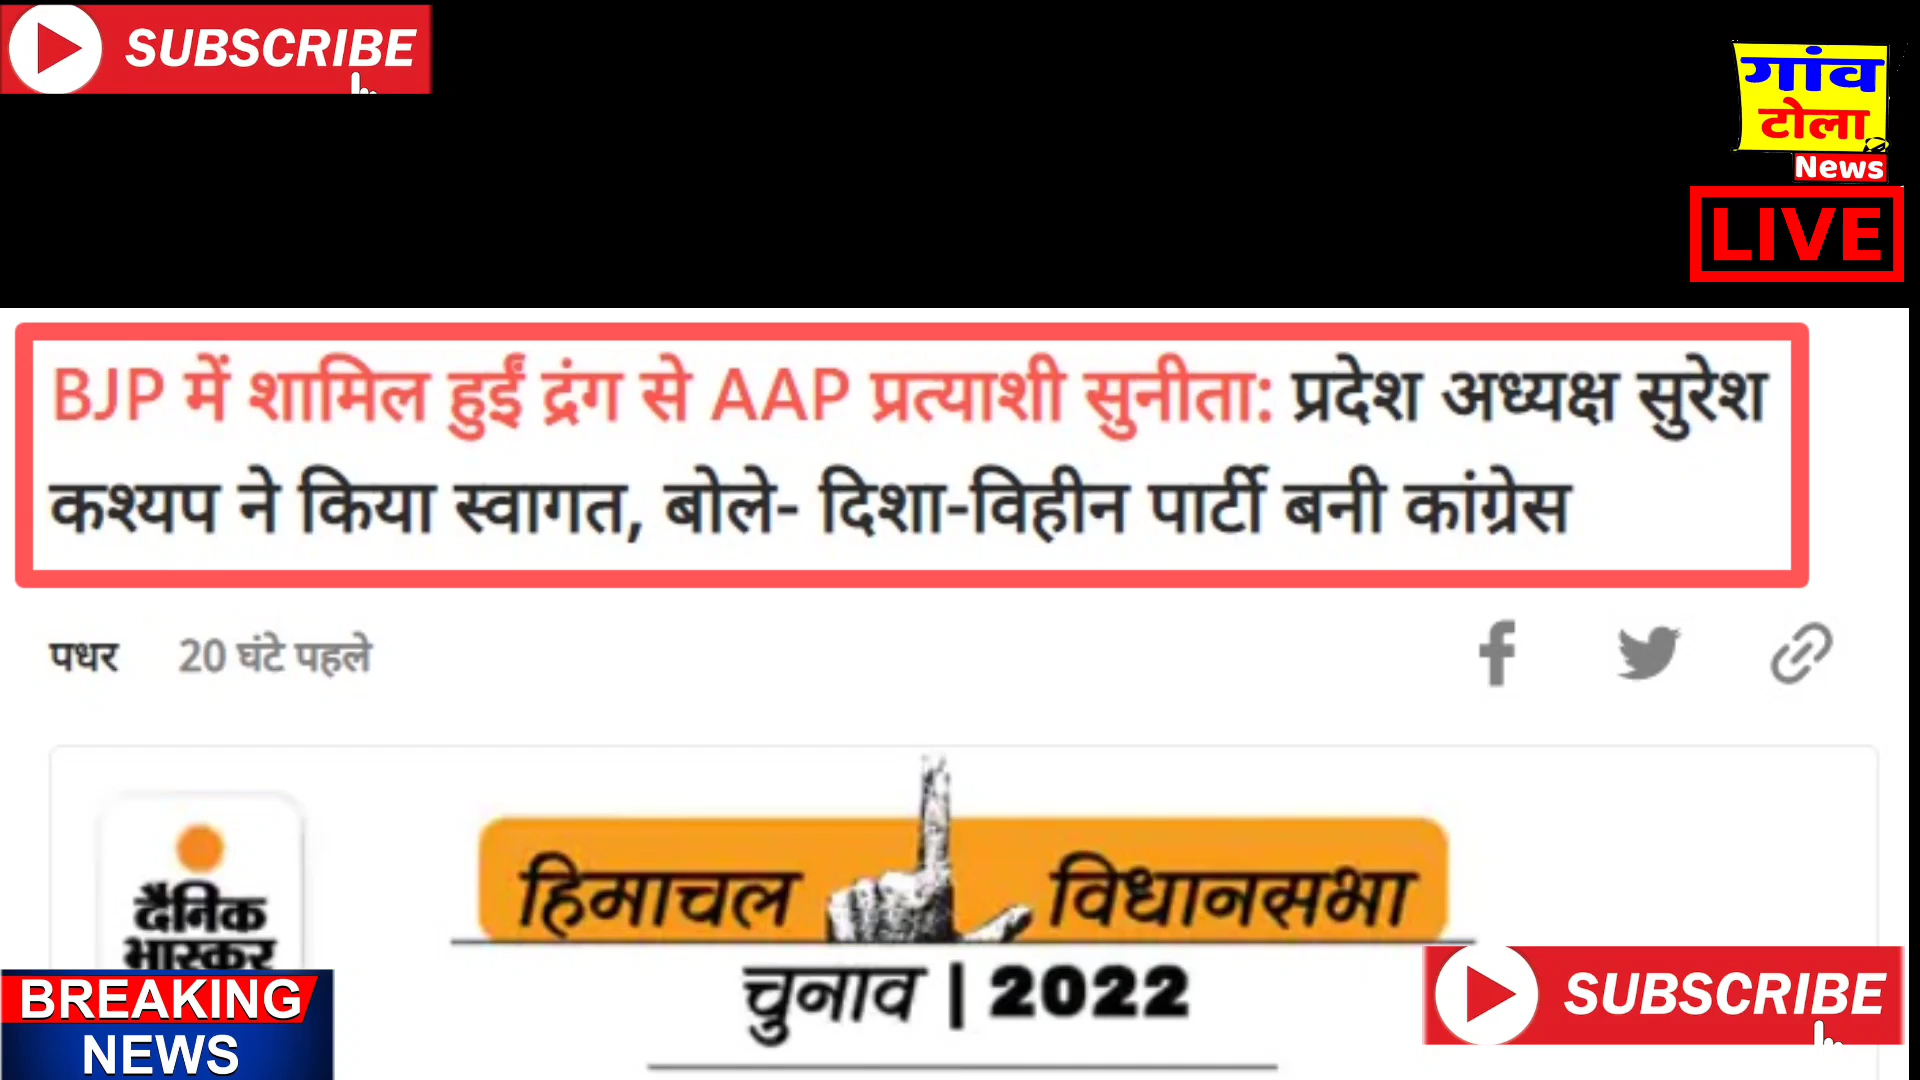 SUBSCRIBE
गांव
टोला
News
LIVE
BJP में शामिल हुईं द्रंग से AAP प्रत्याशी सुनीता: प्रदेश अध्यक्ष सुरेश
कश्यप ने किया स्वागत, बोले- दिशा-विहीन पार्टी बनी कांग्रेस
पधर 20 घंटे पहले
दैनिक
भास्कर
हिमाचल विधानसभा
चुनाव | 2022
BREAKING
NEWS
SUBSCRIBE